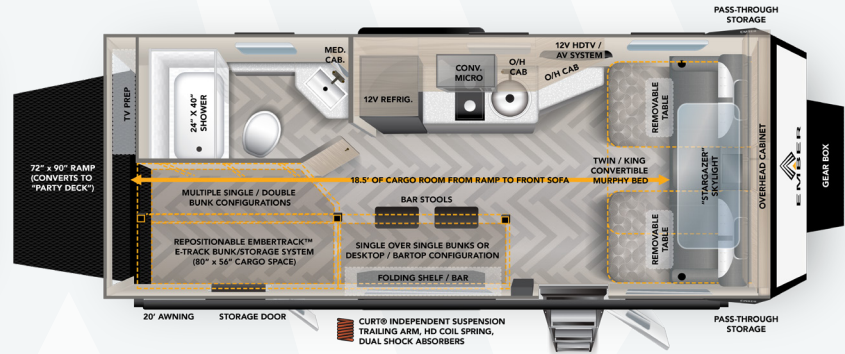 PASS-THROUGH
STORAGE
MED.
CAB.
12V HDTV /
AV SYSTEM
O/H
CAB
O/H CAB
CONV.
MICRO
12V REFRIG.
24" X 40"
SHOWER
TV PREP
REMOVABLE
TABLE
72" x 90" RAMP
(CONVERTS TO
"PARTY DECK")
18.5' OF CARGO ROOM FROM RAMP TO FRONT SOFA
TWIN / KING
CONVERTIBLE
MURPHY BED
"STARGAZER"
SKYLIGHT
OVERHEAD CABINET
EMBER
GEAR BOX
MULTIPLE SINGLE / DOUBLE
BUNK CONFIGURATIONS
BAR STOOLS
REPOSITIONABLE EMBERTRACK™
E-TRACK BUNK/STORAGE SYSTEM
(80" x 56" CARGO SPACE)
SINGLE OVER SINGLE BUNKS OR
DESKTOP / BARTOP CONFIGURATION
FOLDING SHELF / BAR
REMOVABLE
TABLE
20' AWNING
STORAGE DOOR
CURT® INDEPENDENT SUSPENSION
TRAILING ARM, HD COIL SPRING,
DUAL SHOCK ABSORBERS
PASS-THROUGH
STORAGE